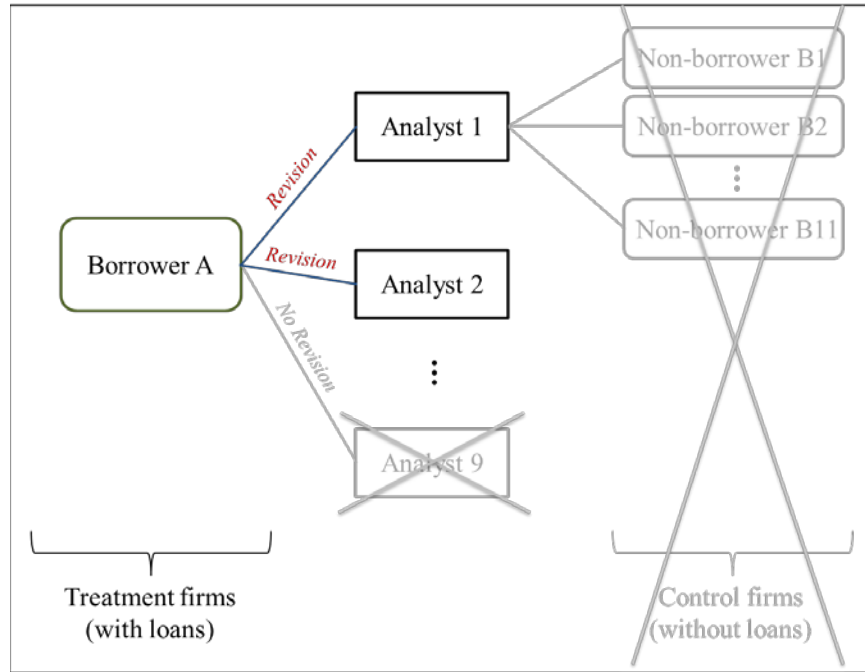 Borrower A
Revision
Revision
No Revision
Analyst 1
Analyst 2
Analyst 9
Non-borrower B1
Non-borrower B2
Non-borrower B11
Treatment firms
(with loans)
Control firms
(without loans)